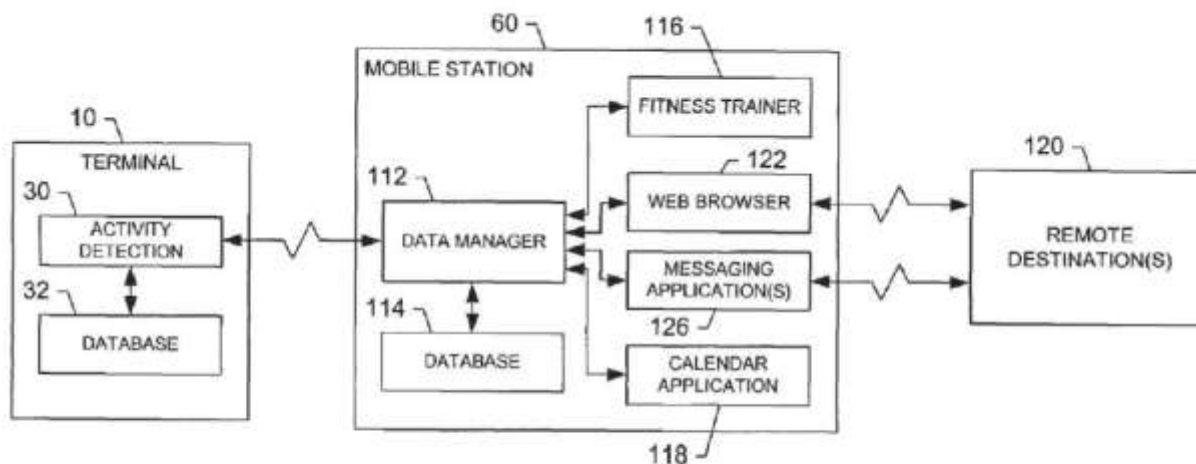 10
TERMINAL
30
ACTIVITY
DETECTION
32
DATABASE
60
MOBILE STATION
112
DATA MANAGER
114
DATABASE
116
FITNESS TRAINER
122
WEB BROWSER
MESSAGING
APPLICATION(S)
126
CALENDAR
APPLICATION
118
120
REMOTE
DESTINATION(S)